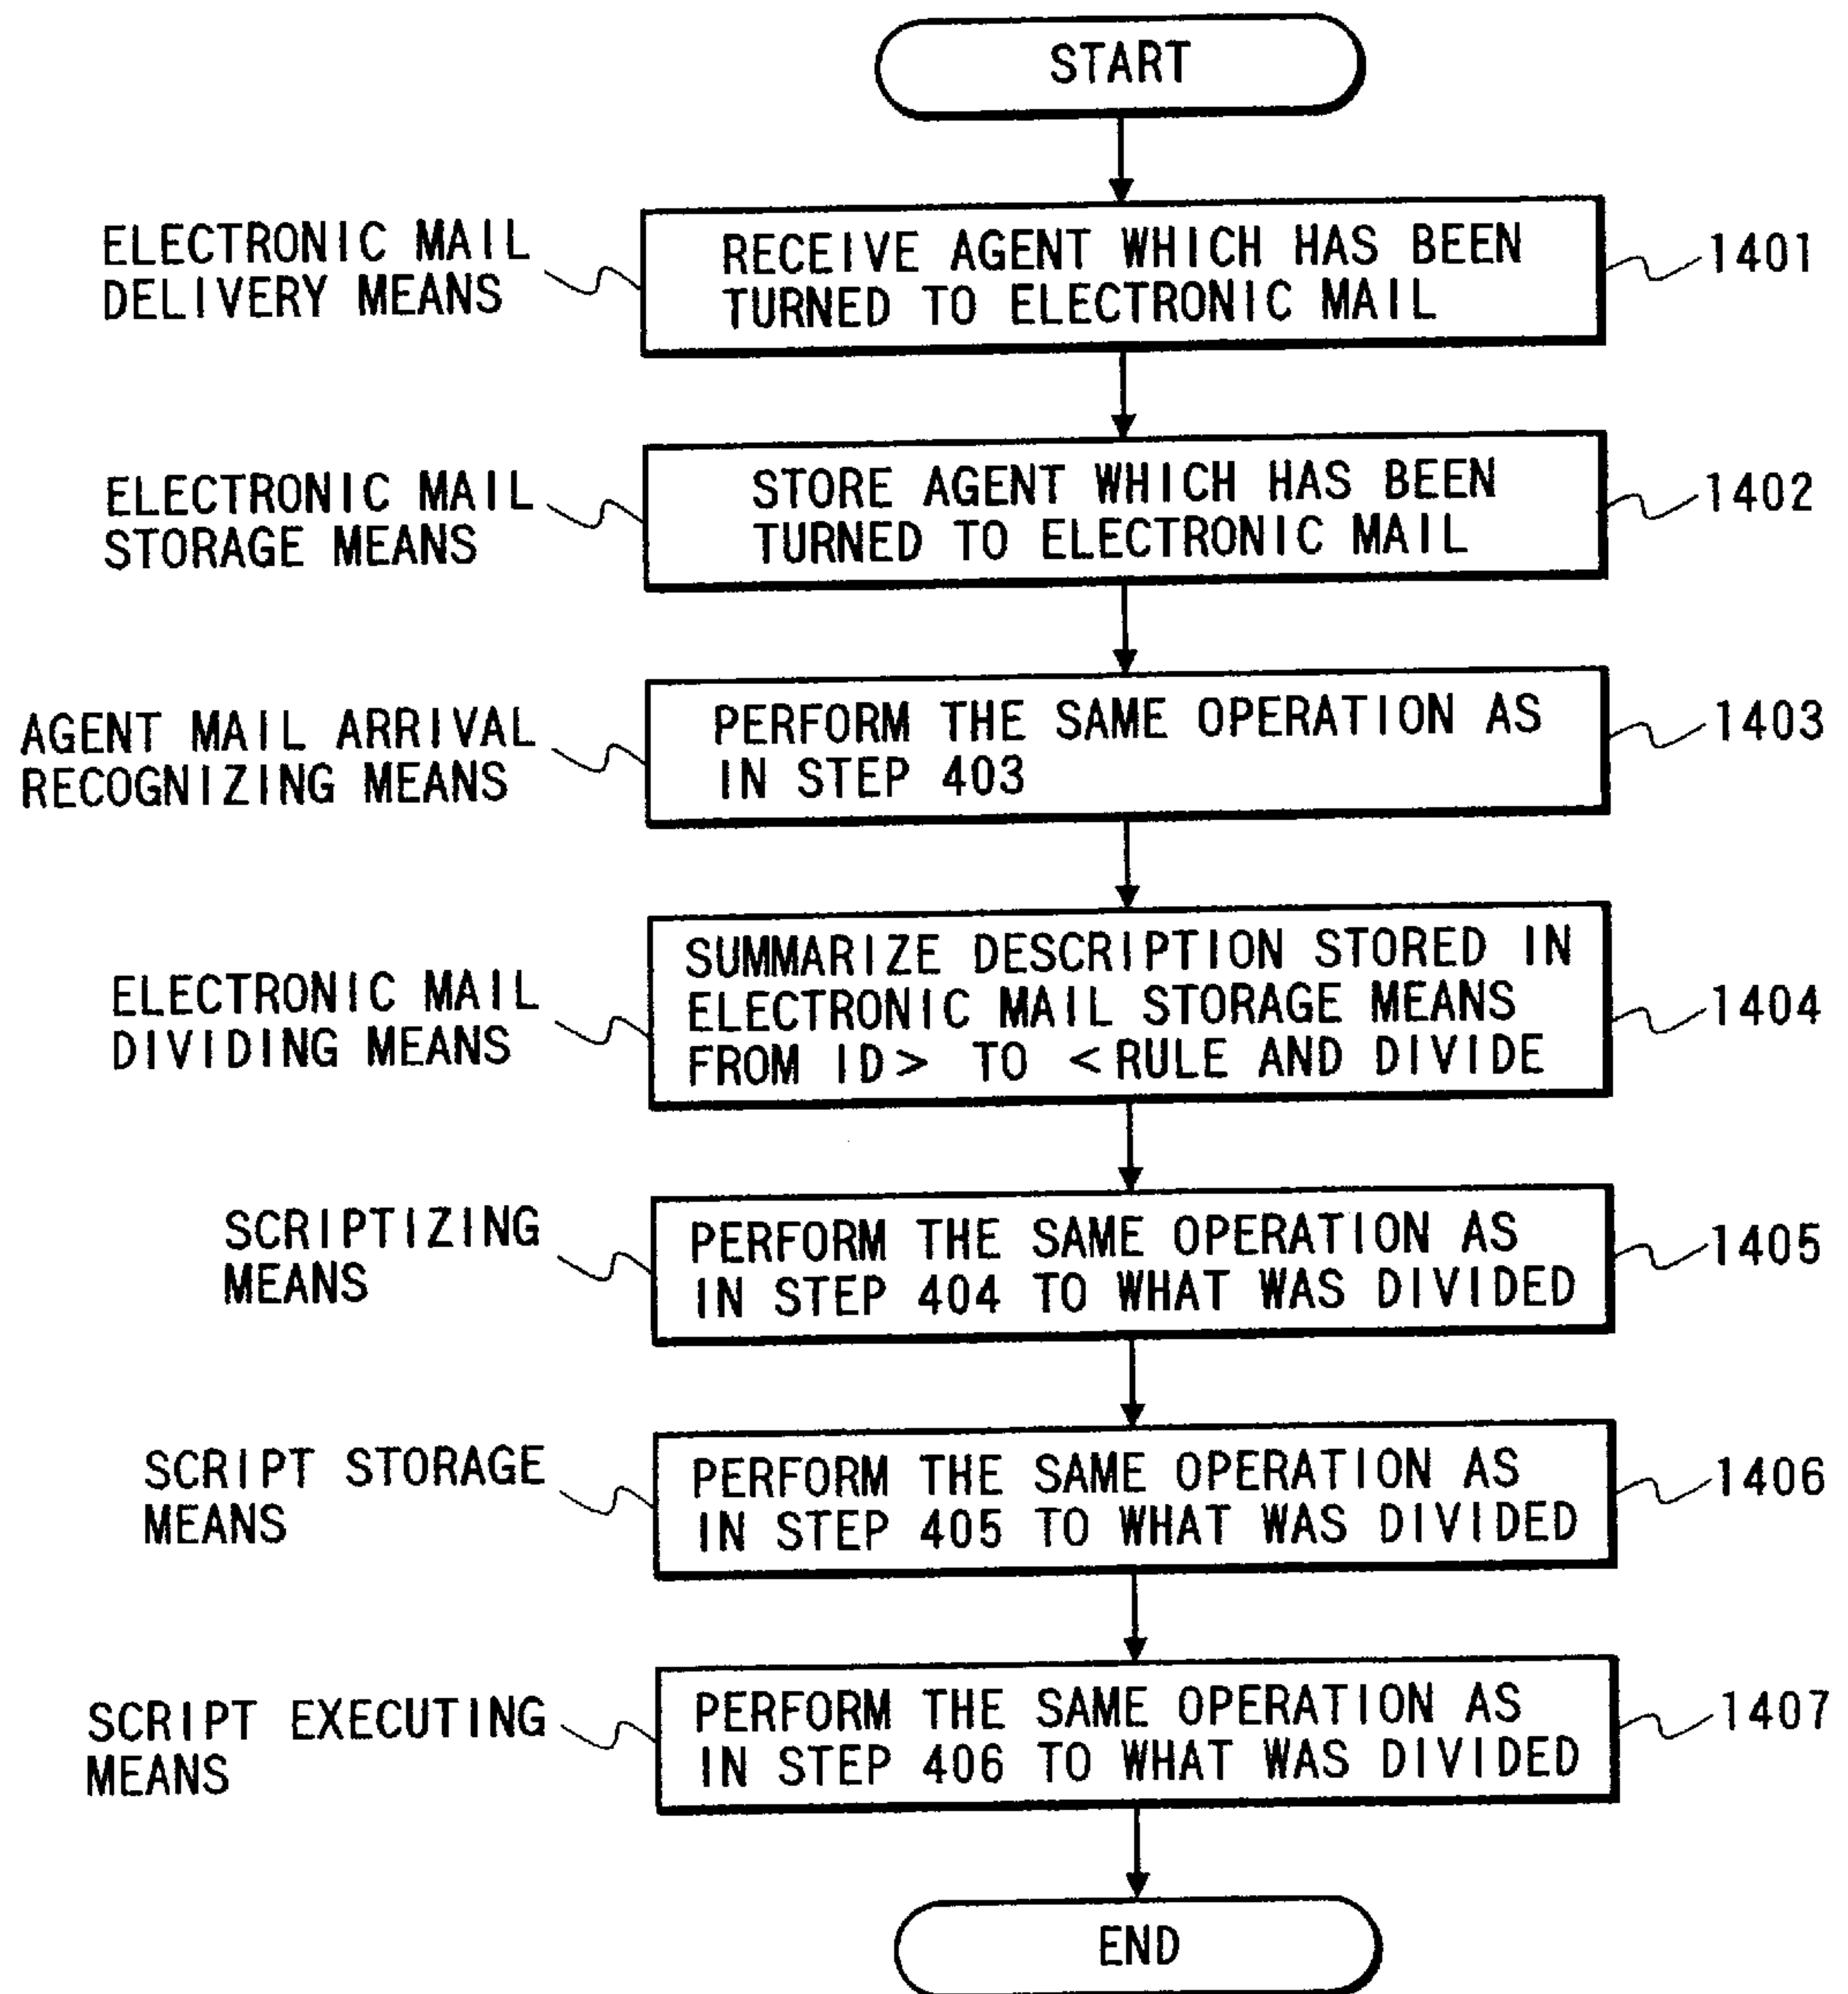 START
ELECTRONIC MAIL
DELIVERY MEANS
RECEIVE AGENT WHICH HAS BEEN
TURNED TO ELECTRONIC MAIL
1401
ELECTRONIC MAIL
STORAGE MEANS
STORE AGENT WHICH HAS BEEN
TURNED TO ELECTRONIC MAIL
1402
AGENT MAIL ARRIVAL
RECOGNIZING MEANS
PERFORM THE SAME OPERATION AS
IN STEP 403
1403
ELECTRONIC MAIL
DIVIDING MEANS
SUMMARIZE DESCRIPTION STORED IN
ELECTRONIC MAIL STORAGE MEANS
FROM ID> TO <RULE AND DIVIDE
1404
SCRIPTIZING
MEANS
PERFORM THE SAME OPERATION AS
IN STEP 404 TO WHAT WAS DIVIDED
1405
SCRIPT STORAGE
MEANS
PERFORM THE SAME OPERATION AS
IN STEP 405 TO WHAT WAS DIVIDED
1406
SCRIPT EXECUTING
MEANS
PERFORM THE SAME OPERATION AS
IN STEP 406 TO WHAT WAS DIVIDED
1407
END